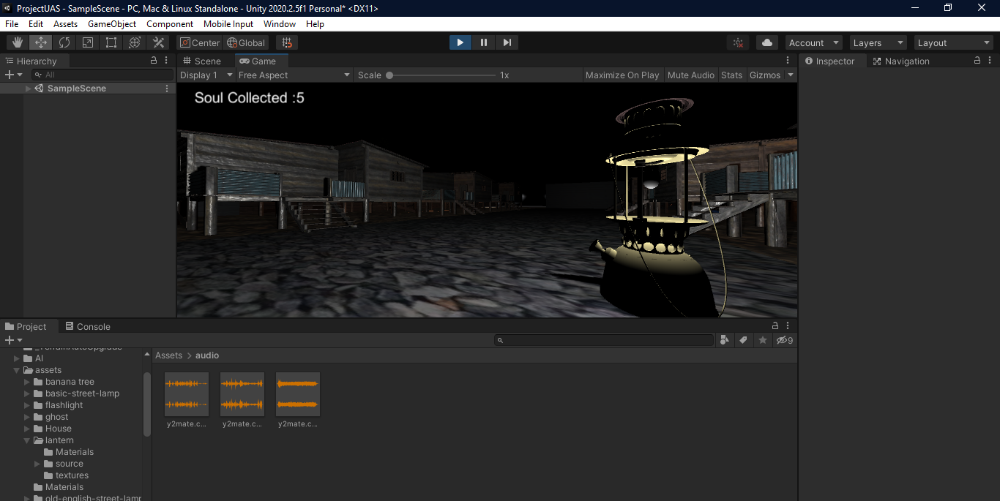 ProjectUAS - SampleScene - PC, Mac & Linux Standalone - Unity 2020.2.5f1 Personal* <DX11>
File Edit Assets GameObject Component Mobile Input Window Help
Center Global Account Layers Layout
Hierarchy Scene Game Inspector Navigation
All Display 1 Free Aspect Scale 1x Maximize On Play Mute Audio Stats Gizmos
SampleScene
Soul Collected :5
Project Console
9
_TerrainAutoUpgrade
Assets > audio
AI
assets
banana tree
basic-street-lamp
flashlight
ghost
House
lantern
Materials
source
textures
Materials
old-english-street-lamp
y2mate.c... y2mate.c... y2mate.c...